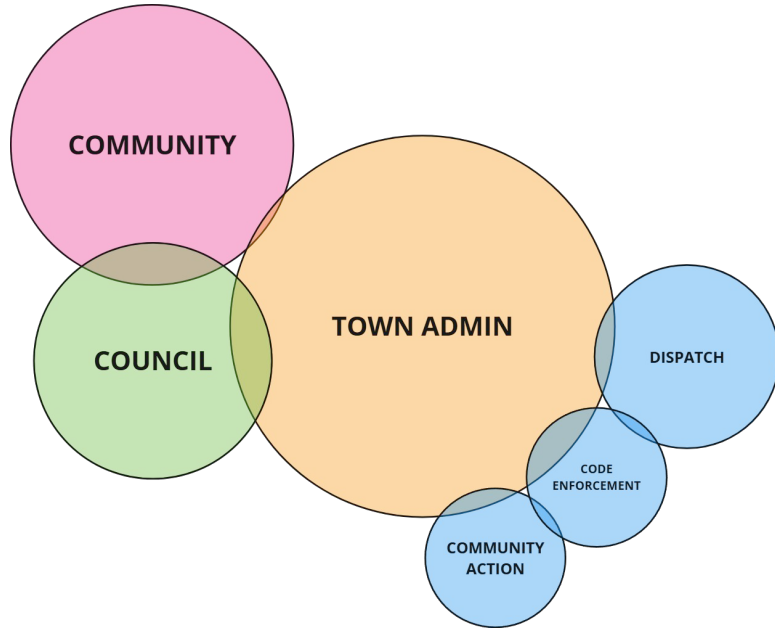 COMMUNITY
TOWN ADMIN
COUNCIL
DISPATCH
CODE
ENFORCEMENT
COMMUNITY
ACTION